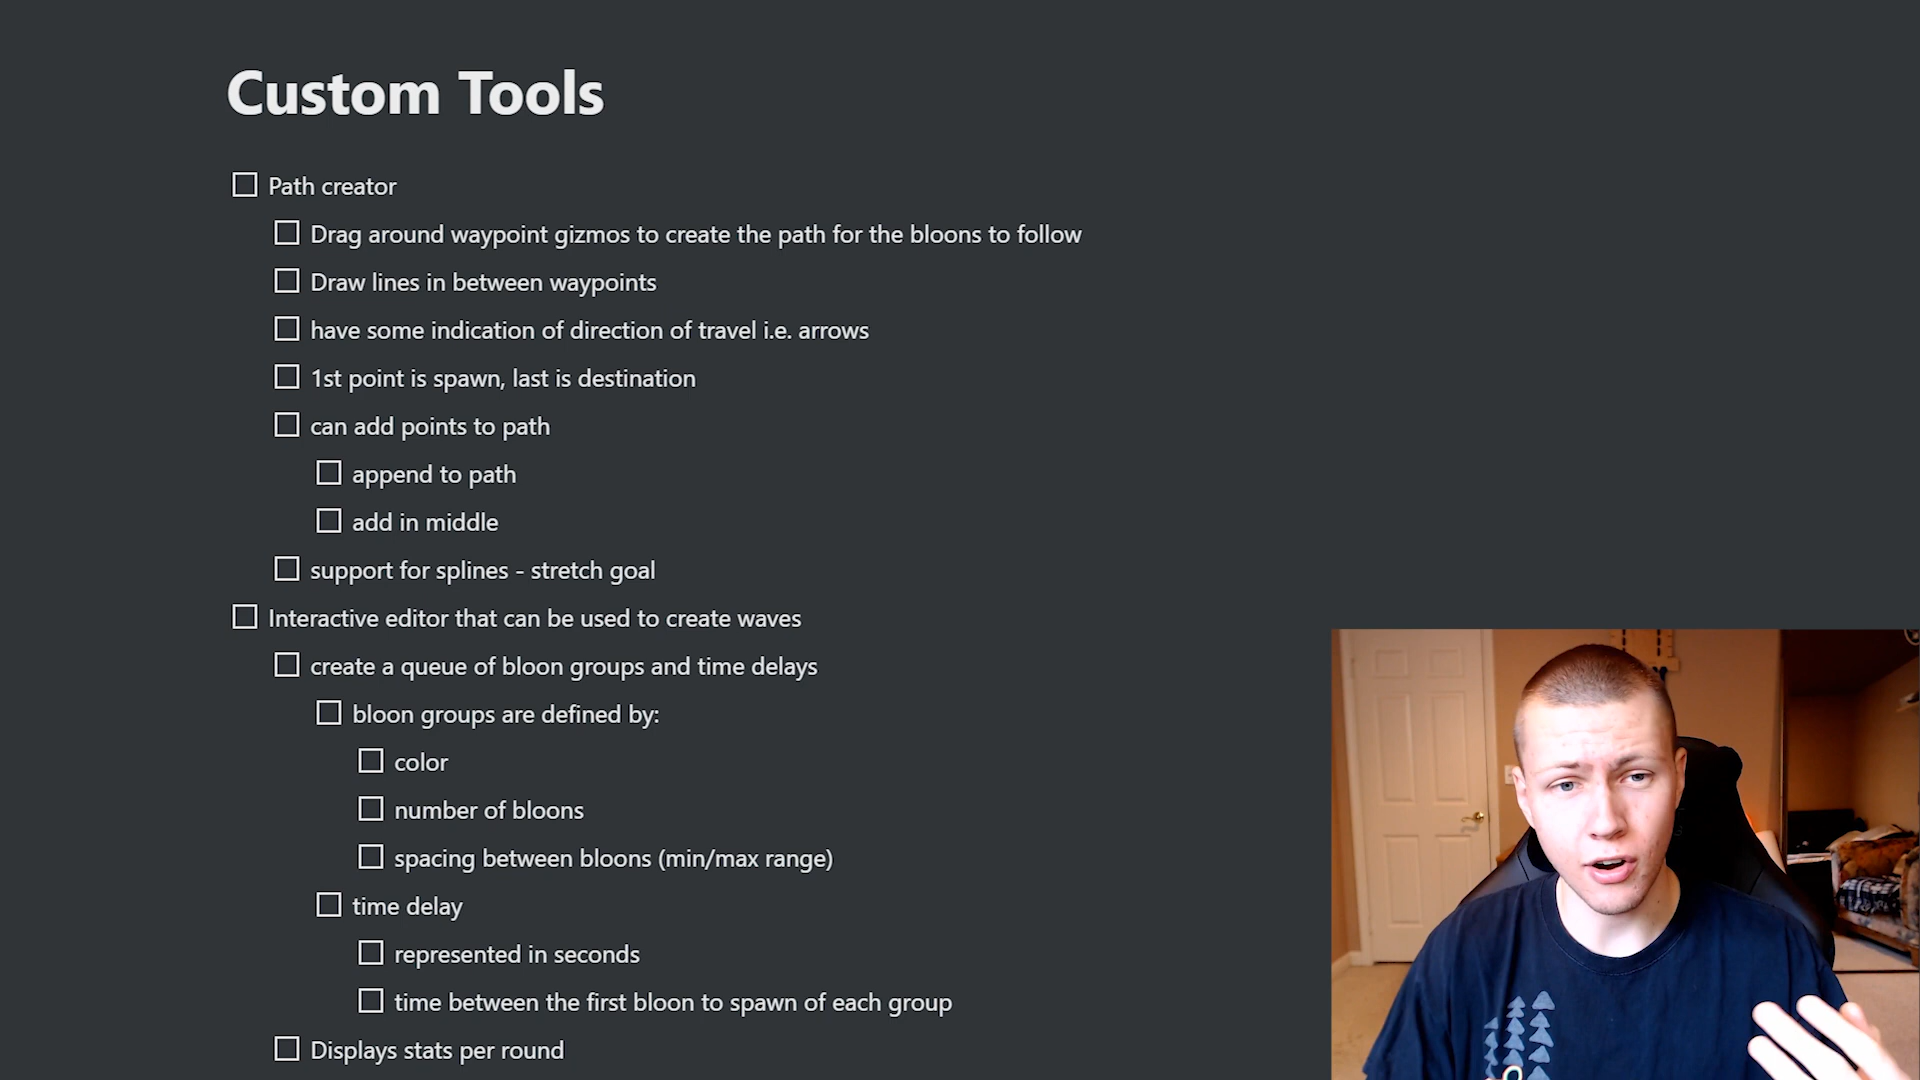 Custom Tools
Path creator
Drag around waypoint gizmos to create the path for the bloons to follow
Draw lines in between waypoints
have some indication of direction of travel i.e. arrows
1st point is spawn, last is destination
can add points to path
append to path
add in middle
support for splines - stretch goal
Interactive editor that can be used to create waves
create a queue of bloon groups and time delays
bloon groups are defined by:
color
number of bloons
spacing between bloons (min/max range)
time delay
represented in seconds
time between the first bloon to spawn of each group
Displays stats per round